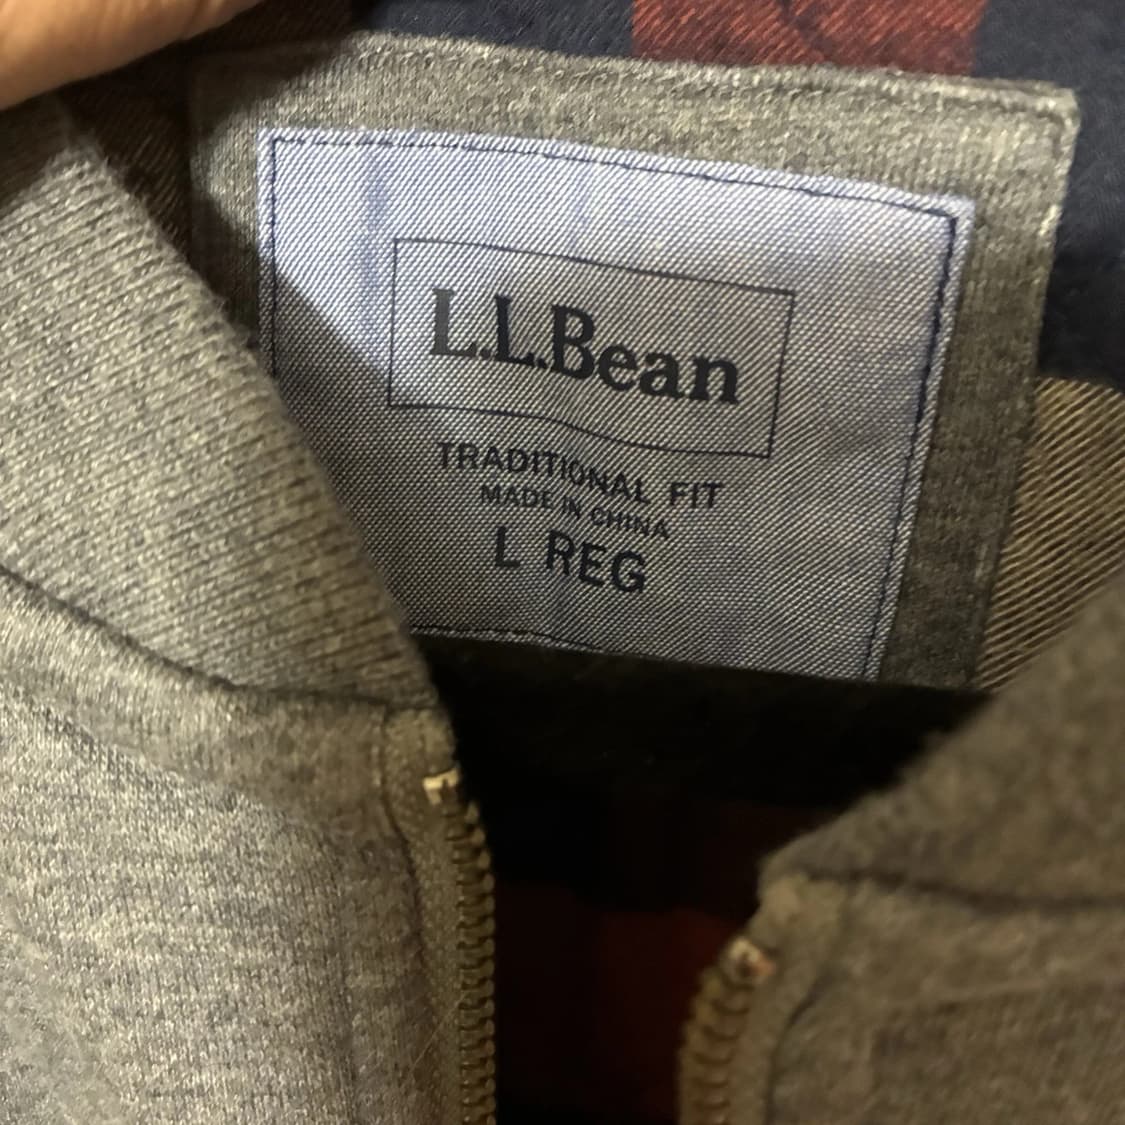 L.L.Bean
TRADITIONAL FIT
MADE IN CHINA
L REG